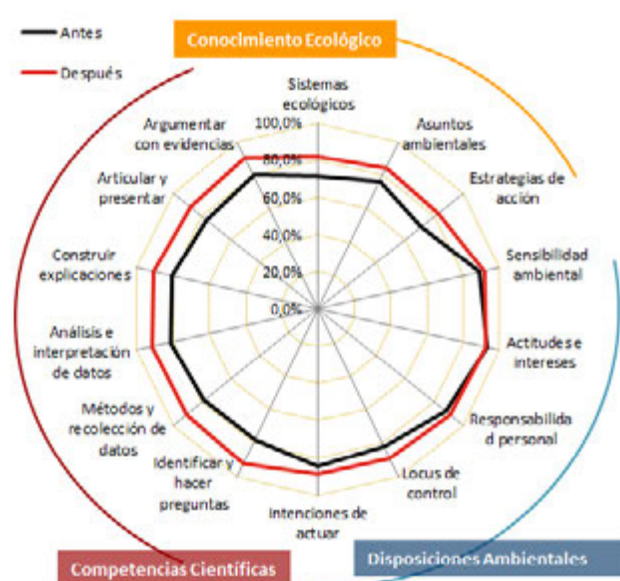 Antes
Después
Conocimiento Ecológico
Sistemas
ecológicos
Asuntos
ambientales
Estrategias de
acción
Sensibilidad
ambiental
Actitudes e
intereses
Responsabilida
d personal
Locus de
control
Intenciones de
actuar
Identificar y
hacer
preguntas
Métodos y
recolección de
datos
Análisis e
interpretación
de datos
Construir
explicaciones
Articular y
presentar
Argumentar
con evidencias
100,0%
80,0%
60,0%
40,0%
20,0%
0,0%
Competencias Científicas
Disposiciones Ambientales